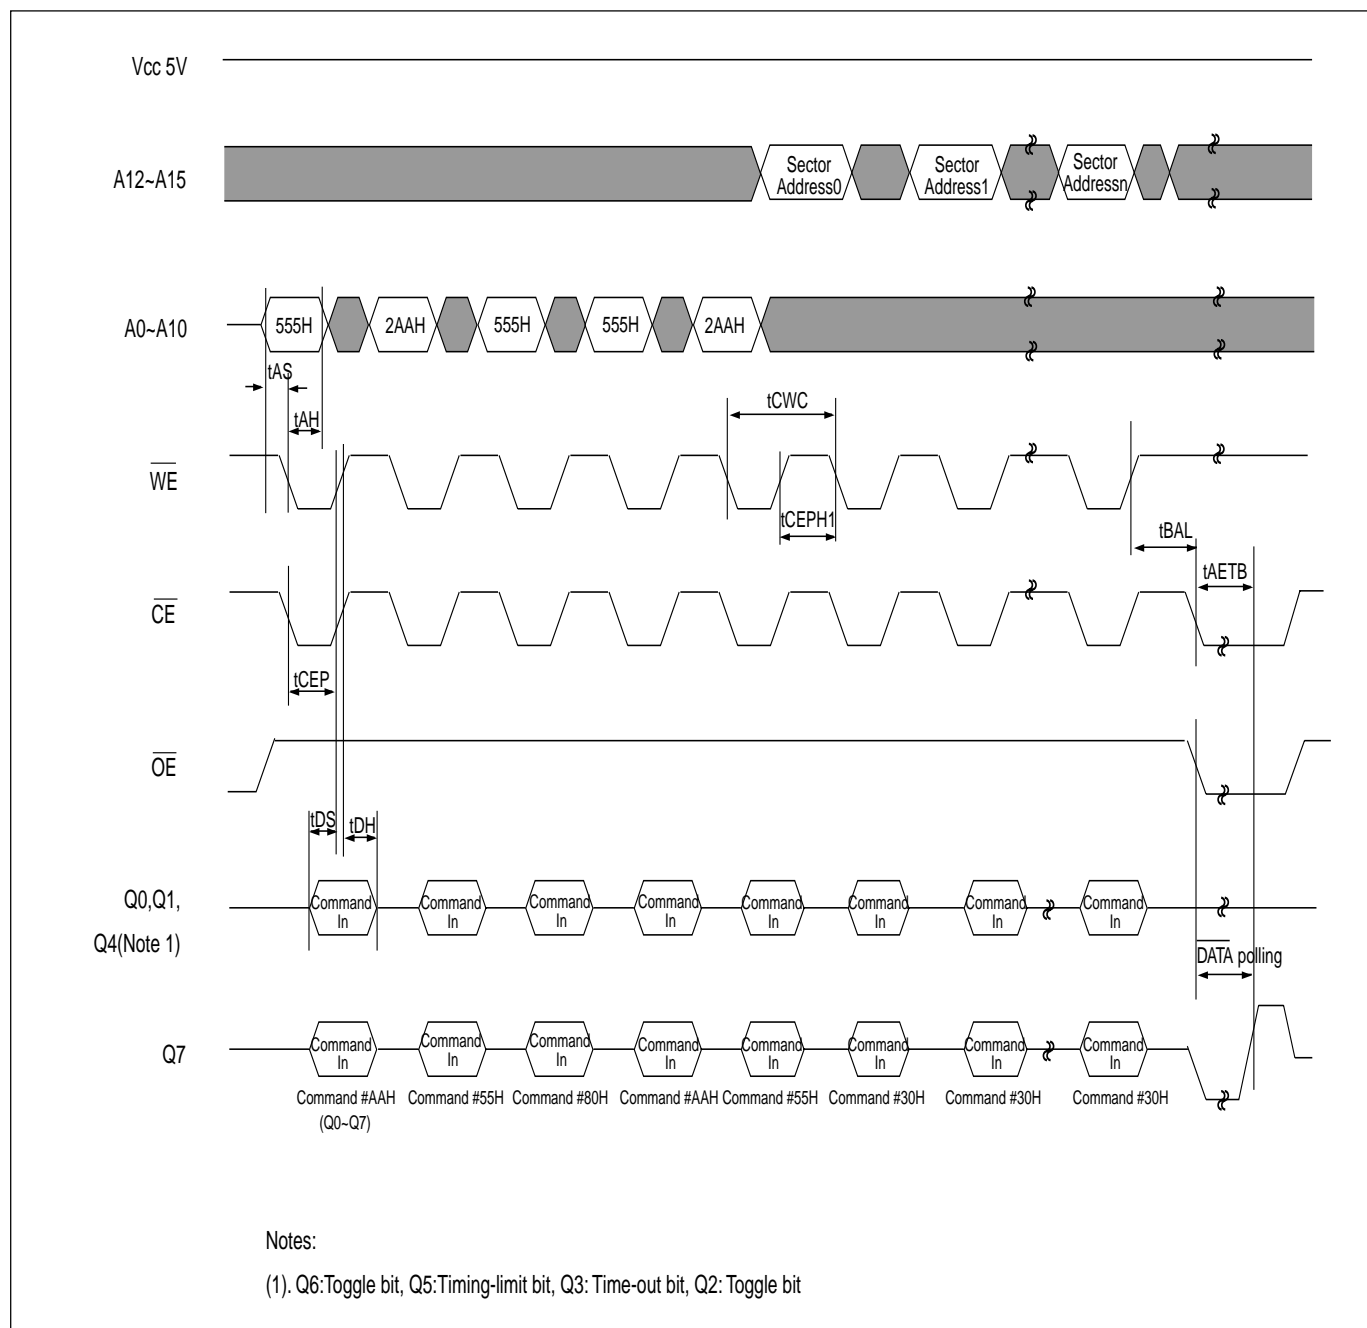 Vcc 5V
A12~A15
Sector Address0
Sector Address1
Sector Addressn
A0~A10
555H
2AAH
555H
555H
2AAH
tAS
tAH
tCWC
WE
tCEPH1
tBAL
tAETB
CE
tCEP
OE
tDS
tDH
Q0,Q1,
Q4(Note 1)
Command In
Command In
Command In
Command In
Command In
Command In
Command In
Command In
DATA polling
Q7
Command In
Command In
Command In
Command In
Command In
Command In
Command In
Command In
Command #AAH
(Q0~Q7)
Command #55H
Command #80H
Command #AAH
Command #55H
Command #30H
Command #30H
Command #30H
Notes:
(1). Q6:Toggle bit, Q5:Timing-limit bit, Q3: Time-out bit, Q2: Toggle bit